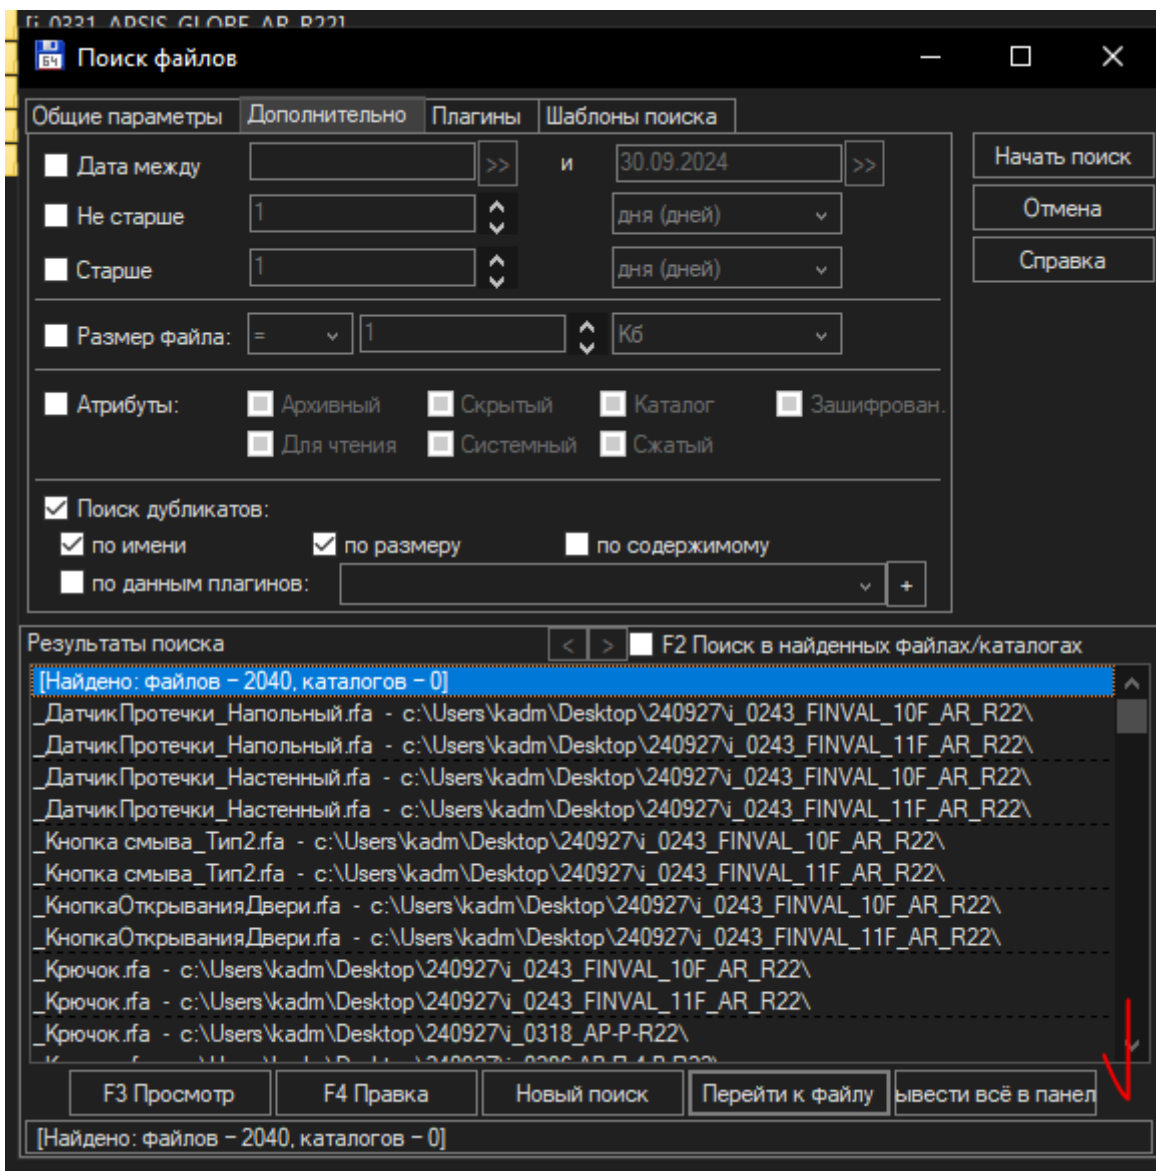 [i_0331_APSIS_GLOBE_AR_R22]
64 Поиск файлов
Общие параметры Дополнительно Плагины Шаблоны поиска
Дата между >> и 30.09.2024 >> Начать поиск
Не старше 1 дня (дней) Отмена
Старше 1 дня (дней) Справка
Размер файла: = 1 Кб
Атрибуты: Архивный Скрытый Каталог Зашифрован.
Для чтения Системный Сжатый
Поиск дубликатов:
по имени по размеру по содержимому
по данным плагинов: +
Результаты поиска < > F2 Поиск в найденных файлах/каталогах
[Найдено: файлов – 2040, каталогов – 0]
_ДатчикПротечки_Напольный.rfa - c:\Users\kadm\Desktop\240927\i_0243_FINVAL_10F_AR_R22\
_ДатчикПротечки_Напольный.rfa - c:\Users\kadm\Desktop\240927\i_0243_FINVAL_11F_AR_R22\
_ДатчикПротечки_Настенный.rfa - c:\Users\kadm\Desktop\240927\i_0243_FINVAL_10F_AR_R22\
_ДатчикПротечки_Настенный.rfa - c:\Users\kadm\Desktop\240927\i_0243_FINVAL_11F_AR_R22\
_Кнопка смыва_Тип2.rfa - c:\Users\kadm\Desktop\240927\i_0243_FINVAL_10F_AR_R22\
_Кнопка смыва_Тип2.rfa - c:\Users\kadm\Desktop\240927\i_0243_FINVAL_11F_AR_R22\
_КнопкаОткрыванияДвери.rfa - c:\Users\kadm\Desktop\240927\i_0243_FINVAL_10F_AR_R22\
_КнопкаОткрыванияДвери.rfa - c:\Users\kadm\Desktop\240927\i_0243_FINVAL_11F_AR_R22\
_Крючок.rfa - c:\Users\kadm\Desktop\240927\i_0243_FINVAL_10F_AR_R22\
_Крючок.rfa - c:\Users\kadm\Desktop\240927\i_0243_FINVAL_11F_AR_R22\
_Крючок.rfa - c:\Users\kadm\Desktop\240927\i_0318_AP-P-R22\
F3 Просмотр F4 Правка Новый поиск Перейти к файлу ывести всё в панел
[Найдено: файлов – 2040, каталогов – 0]